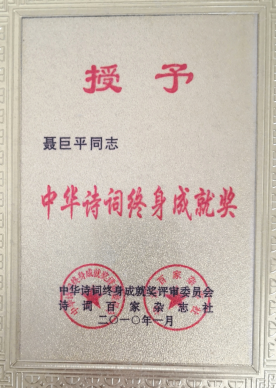 授予
聂巨平同志
中华诗词终身成就奖
中华诗词终身成就奖评审委员会
诗词百家杂志社
二〇一〇年一月